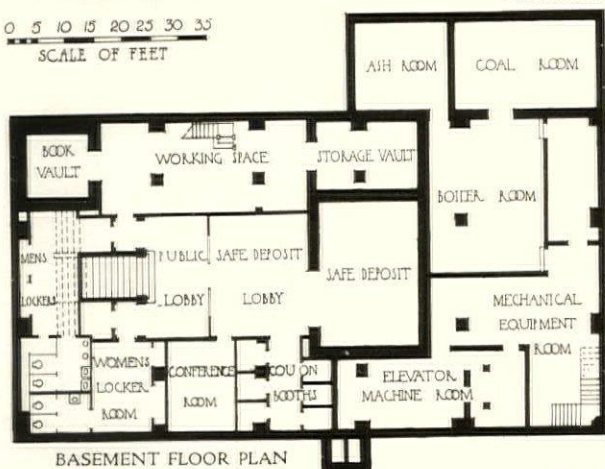 0 5 10 15 20 25 30 35
SCALE OF FEET
ASH ROOM
COAL ROOM
BOOK
VAULT
WORKING SPACE
STORAGE VAULT
BOILER ROOM
MENS
LOCKERS
PUBLIC
LOBBY
SAFE DEPOSIT
LOBBY
SAFE DEPOSIT
MECHANICAL
EQUIPMENT
ROOM
WOMENS
LOCKER
ROOM
CONFERENCE
ROOM
COUPON
BOOTHS
ELEVATOR
MACHINE ROOM
BASEMENT FLOOR PLAN